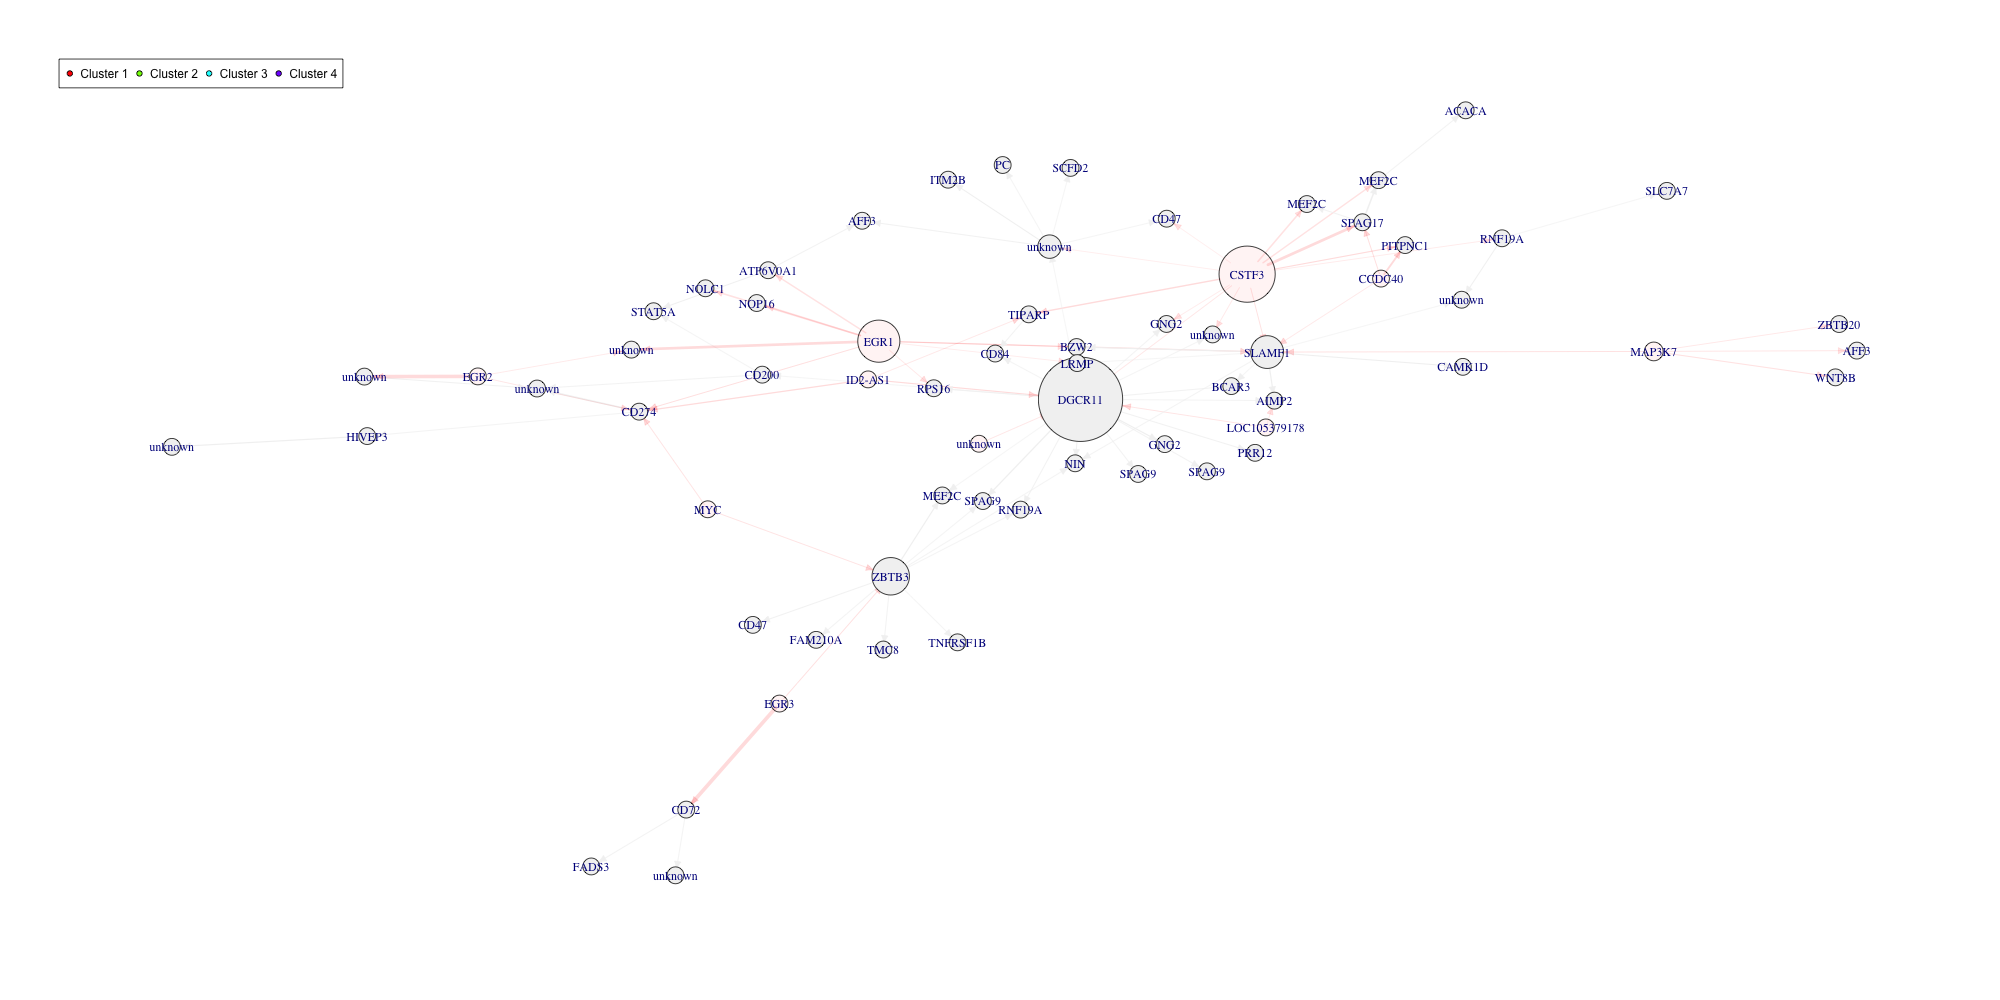 Cluster 1 Cluster 2 Cluster 3 Cluster 4
ACACA
PC
SCFD2
ITM2B
MEF2C
SLC7A7
MEF2C
AFF3
CD47
SPAG17
RNF19A
PITPNC1
unknown
ATP6V0A1
CSTF3
CCDC40
NOLC1
NOP16
unknown
STAT5A
TIPARP
GNG2
ZBTB20
unknown
EGR1
BZW2
unknown
CD84
SLAMF1
MAP3K7
AFF3
LRMP
CAMK1D
unknown
EGR2
CD200
ID2-AS1
WNT8B
unknown
RPS16
BCAR3
DGCR11
AIMP2
CD274
LOC105379178
HIVEP3
unknown
unknown
GNG2
PRR12
NIN
SPAG9
SPAG9
MEF2C
SPAG9
RNF19A
MYC
ZBTB3
CD47
FAM210A
TNFRSF1B
TMC8
EGR3
CD72
FADS3
unknown